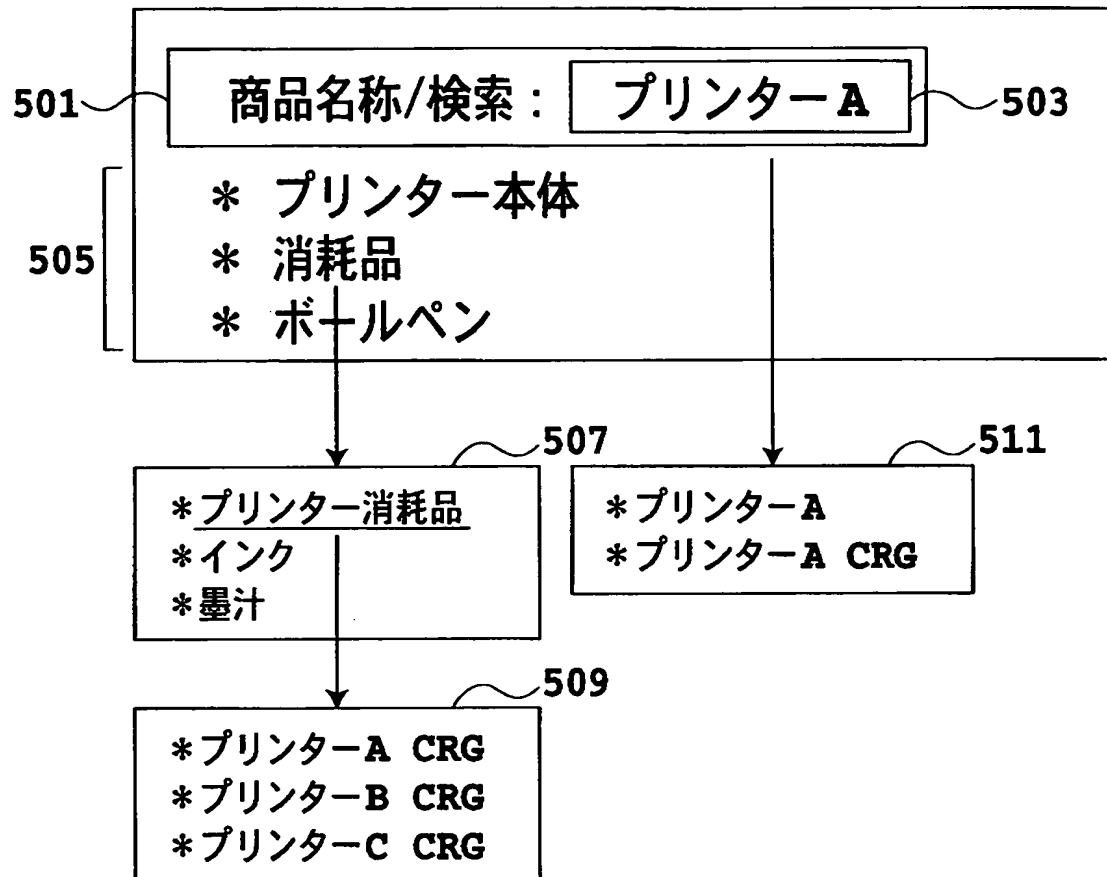 501
商品名称/検索：
プリンターA
503
505
＊ プリンター本体
＊ 消耗品
＊ ボールペン
507
＊プリンター消耗品
＊インク
＊墨汁
511
＊プリンターA
＊プリンターA CRG
509
＊プリンターA CRG
＊プリンターB CRG
＊プリンターC CRG